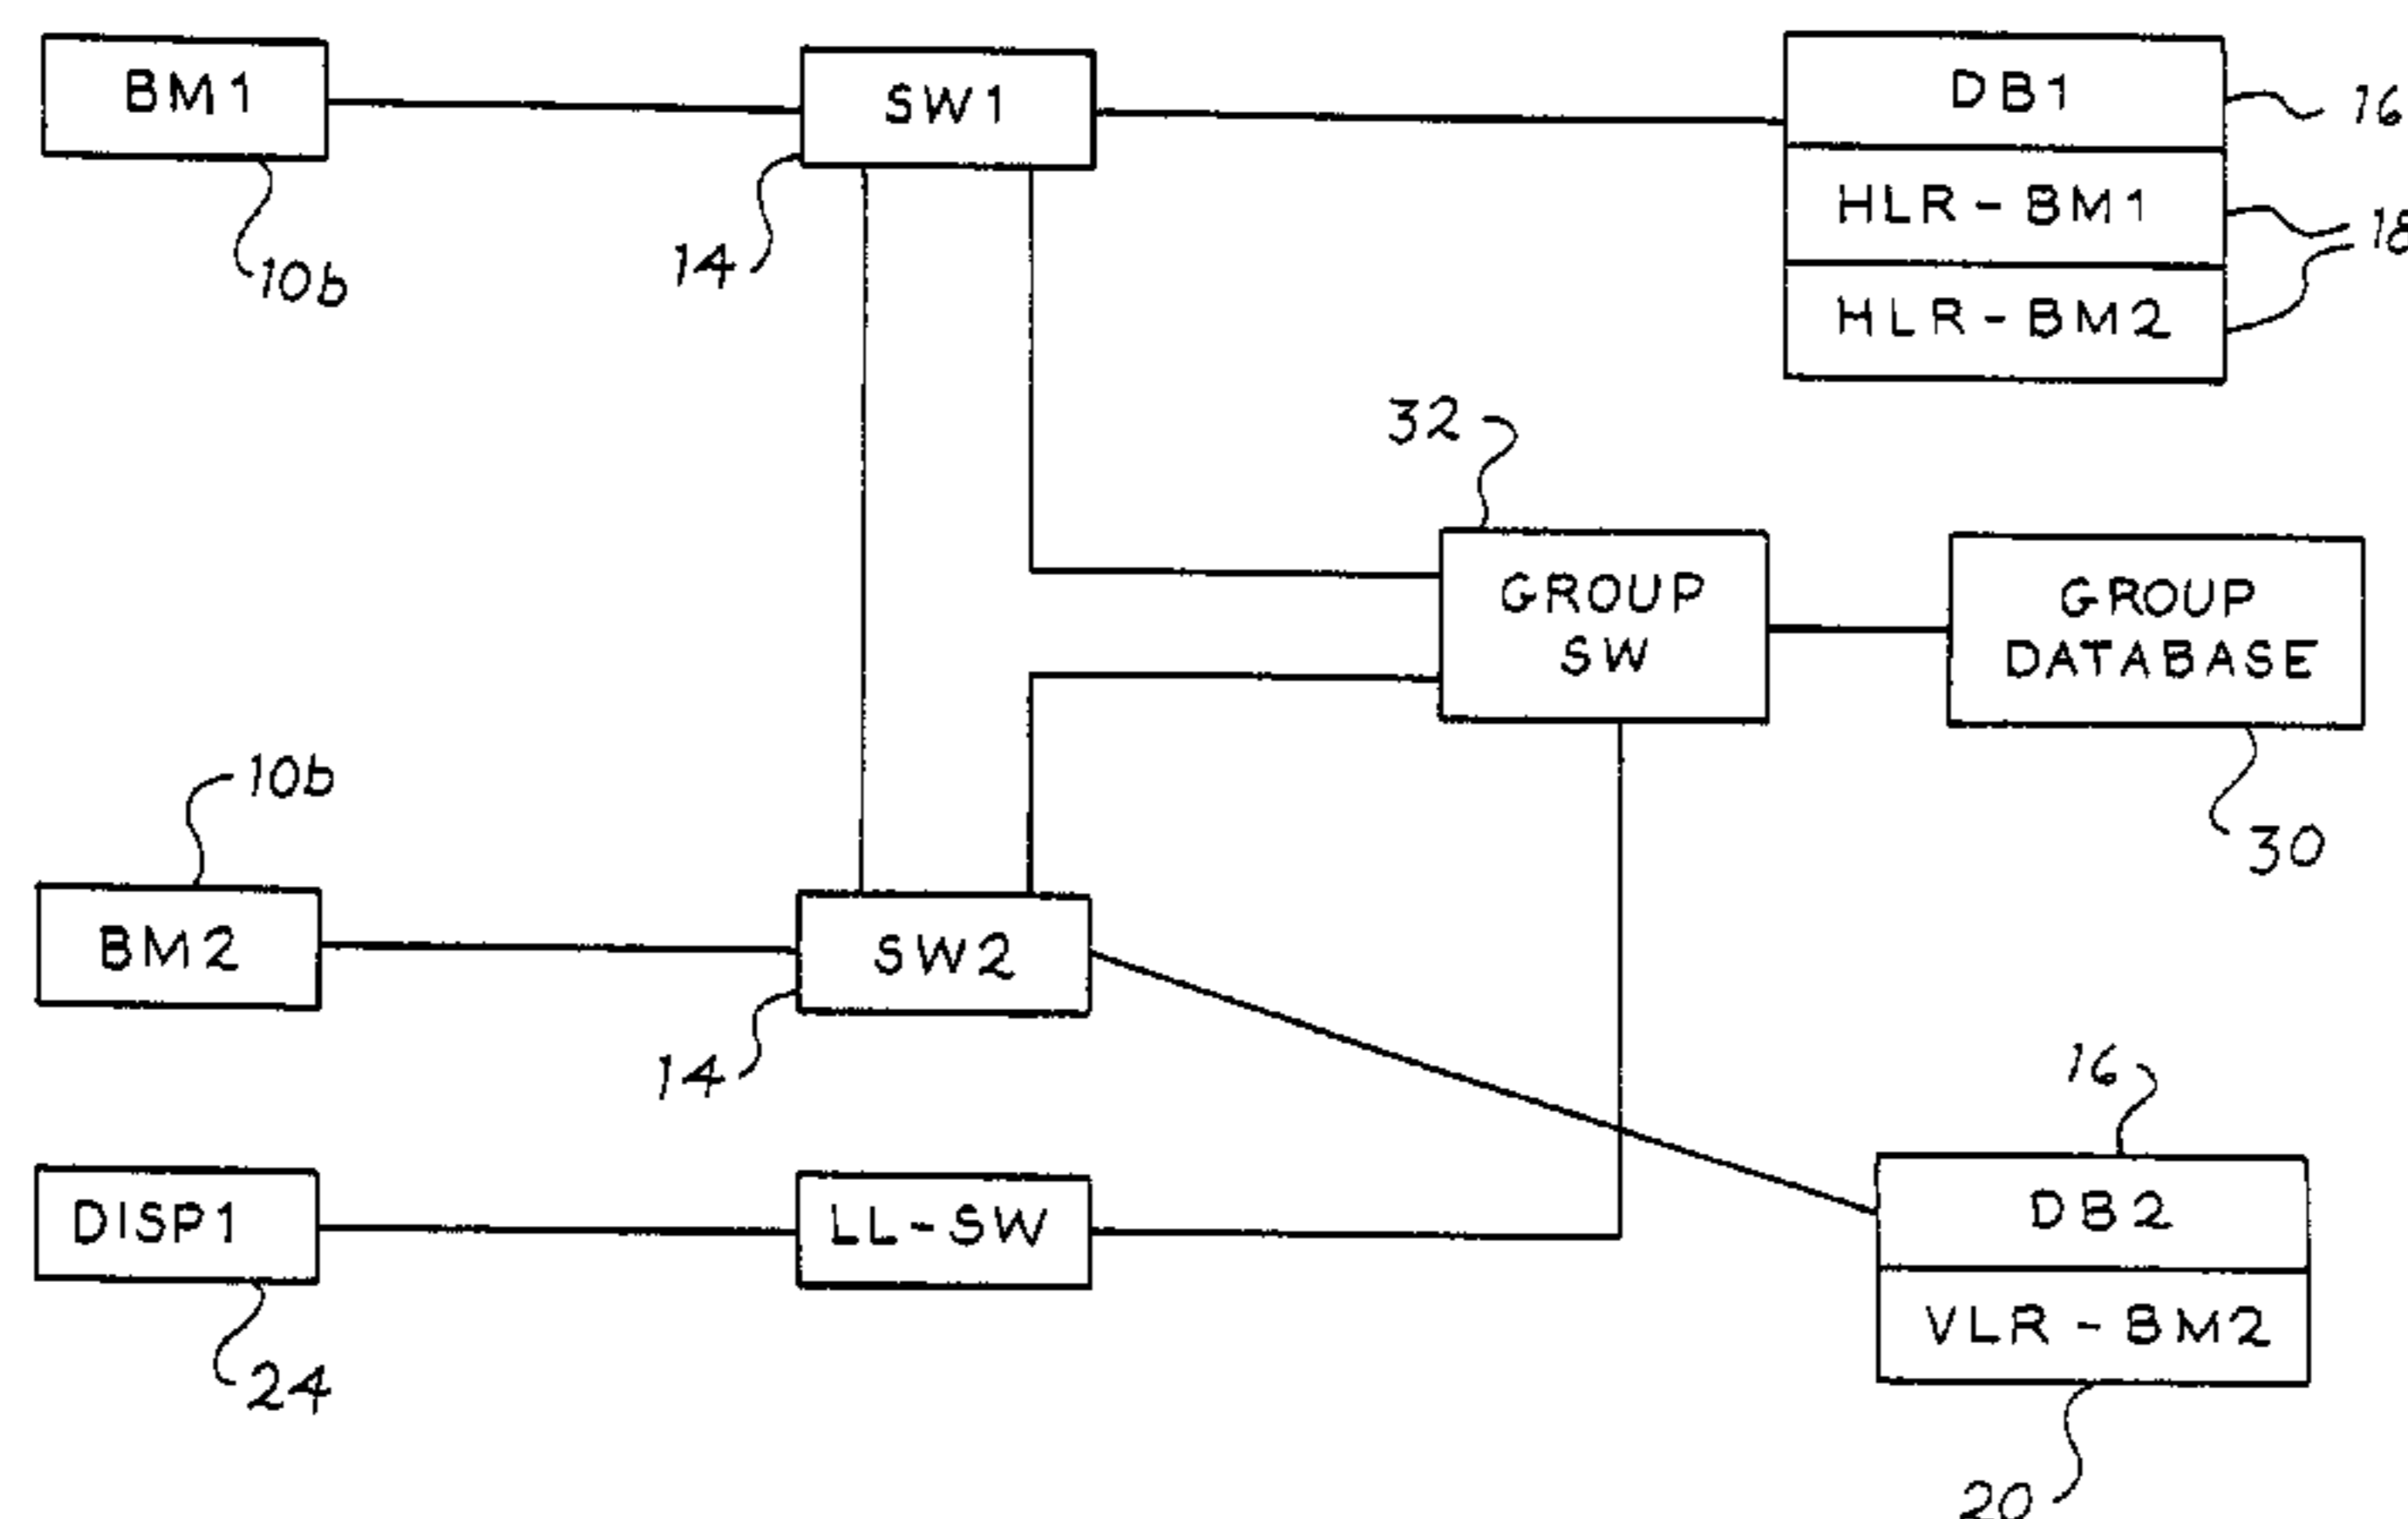 BM1
SW1
DB1
16
HLR-BM1
18
HLR-BM2
14
10b
32
GROUP
SW
GROUP
DATABASE
30
10b
BM2
SW2
14
16
DISP1
LL-SW
DB2
VLR-BM2
24
20